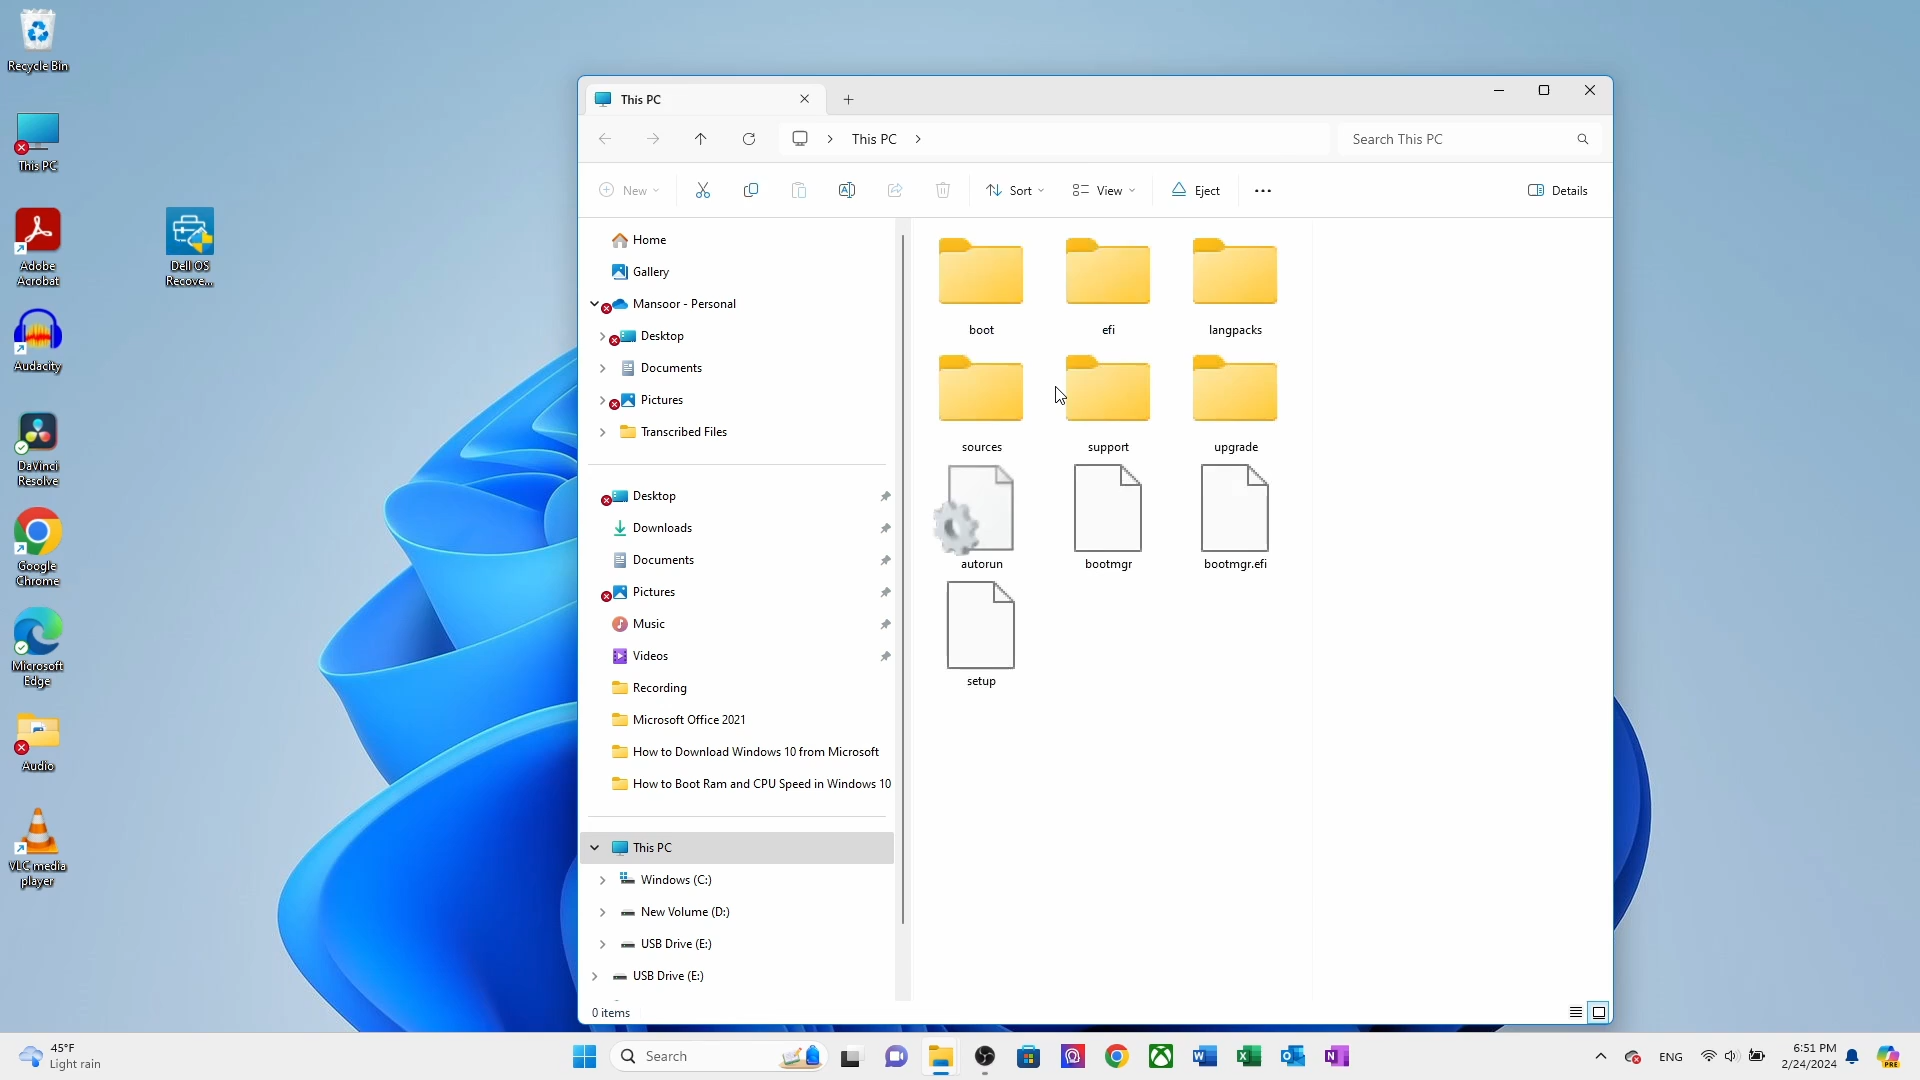 Recycle Bin
This PC
Adobe
Acrobat
Dell OS
Recove...
Audacity
DaVinci
Resolve
Google
Chrome
Microsoft
Edge
Audio
VLC media
player
This PC
This PC
Search This PC
New
Sort
View
Eject
Details
Home
Gallery
Mansoor - Personal
Desktop
Documents
Pictures
Transcribed Files
Desktop
Downloads
Documents
Pictures
Music
Videos
Recording
Microsoft Office 2021
How to Download Windows 10 from Microsoft
How to Boot Ram and CPU Speed in Windows 10
This PC
Windows (C:)
New Volume (D:)
USB Drive (E:)
USB Drive (E:)
boot
efi
langpacks
sources
support
upgrade
autorun
bootmgr
bootmgr.efi
setup
0 items
45°F
Light rain
Search
ENG
6:51 PM
2/24/2024
PRE